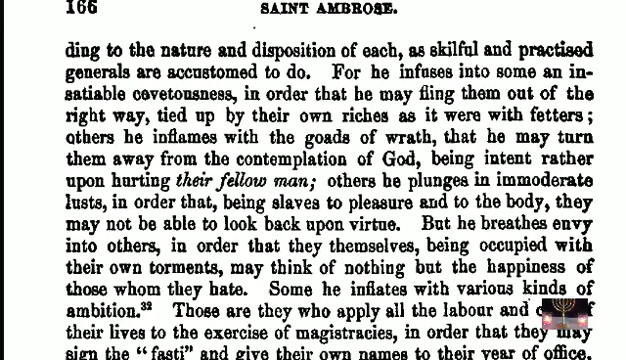 166 SAINT AMBROSE.
ding to the nature and disposition of each, as skilful and practised
generals are accustomed to do. For he infuses into some an in-
satiable covetousness, in order that he may fling them out of the
right way, tied up by their own riches as it were with fetters;
others he inflames with the goads of wrath, that he may turn
them away from the contemplation of God, being intent rather
upon hurting their fellow man; others he plunges in immoderate
lusts, in order that, being slaves to pleasure and to the body, they
may not be able to look back upon virtue. But he breathes envy
into others, in order that they themselves, being occupied with
their own torments, may think of nothing but the happiness of
those whom they hate. Some he inflates with various kinds of
ambition.³² Those are they who apply all the labour and
their lives to the exercise of magistracies, in order that they may
sign the "fasti" and give their own names to their year of office.